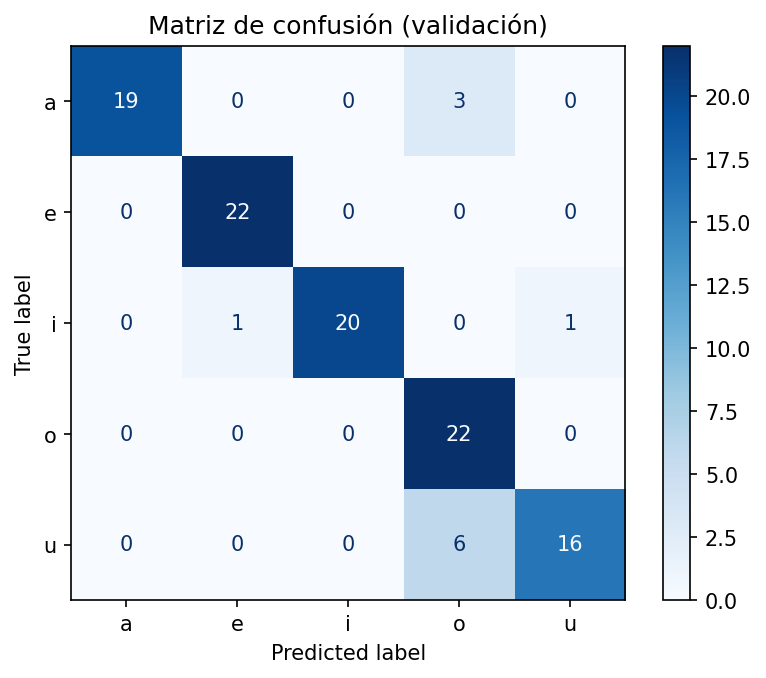 Matriz de confusión (validación)
True label
a 19 0 0 3 0
e 0 22 0 0 0
i 0 1 20 0 1
o 0 0 0 22 0
u 0 0 0 6 16
a e i o u
Predicted label
20.0
17.5
15.0
12.5
10.0
7.5
5.0
2.5
0.0